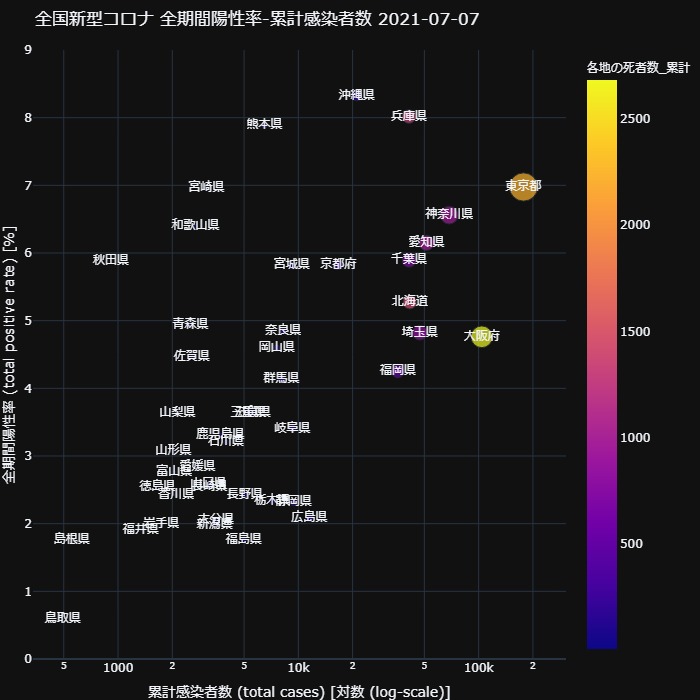 全国新型コロナ 全期間陽性率-累計感染者数 2021-07-07
各地の死者数_累計
9
8
7
6
5
4
3
2
1
0
全期間陽性率 (total positive rate) [%]
沖縄県
兵庫県
熊本県
宮崎県
東京都
神奈川県
和歌山県
愛知県
秋田県
千葉県
宮城県
京都府
北海道
青森県
奈良県
埼玉県
大阪府
岡山県
佐賀県
福岡県
群馬県
山梨県
岐阜県
鹿児島県
石川県
山形県
愛媛県
富山県
徳島県
長崎県
香川県
長野県
栃木県
静岡県
広島県
岩手県
大分県
新潟県
福井県
島根県
福島県
鳥取県
5
1000
2
5
10k
2
5
100k
2
累計感染者数 (total cases) [対数 (log-scale)]
2500
2000
1500
1000
500